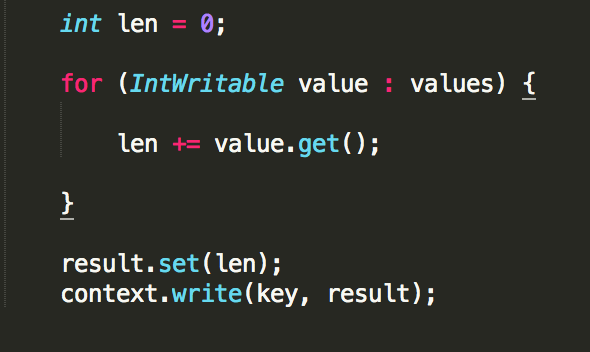 int len = 0;
for (IntWritable value : values) {
len += value.get();
}
result.set(len);
context.write(key, result);